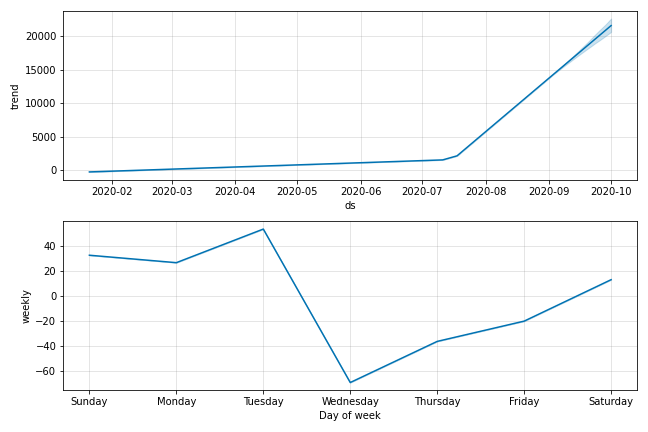 20000
15000
10000
5000
0
trend
2020-02 2020-03 2020-04 2020-05 2020-06 2020-07 2020-08 2020-09 2020-10
ds
40
20
0
−20
−40
−60
weekly
Sunday Monday Tuesday Wednesday Thursday Friday Saturday
Day of week